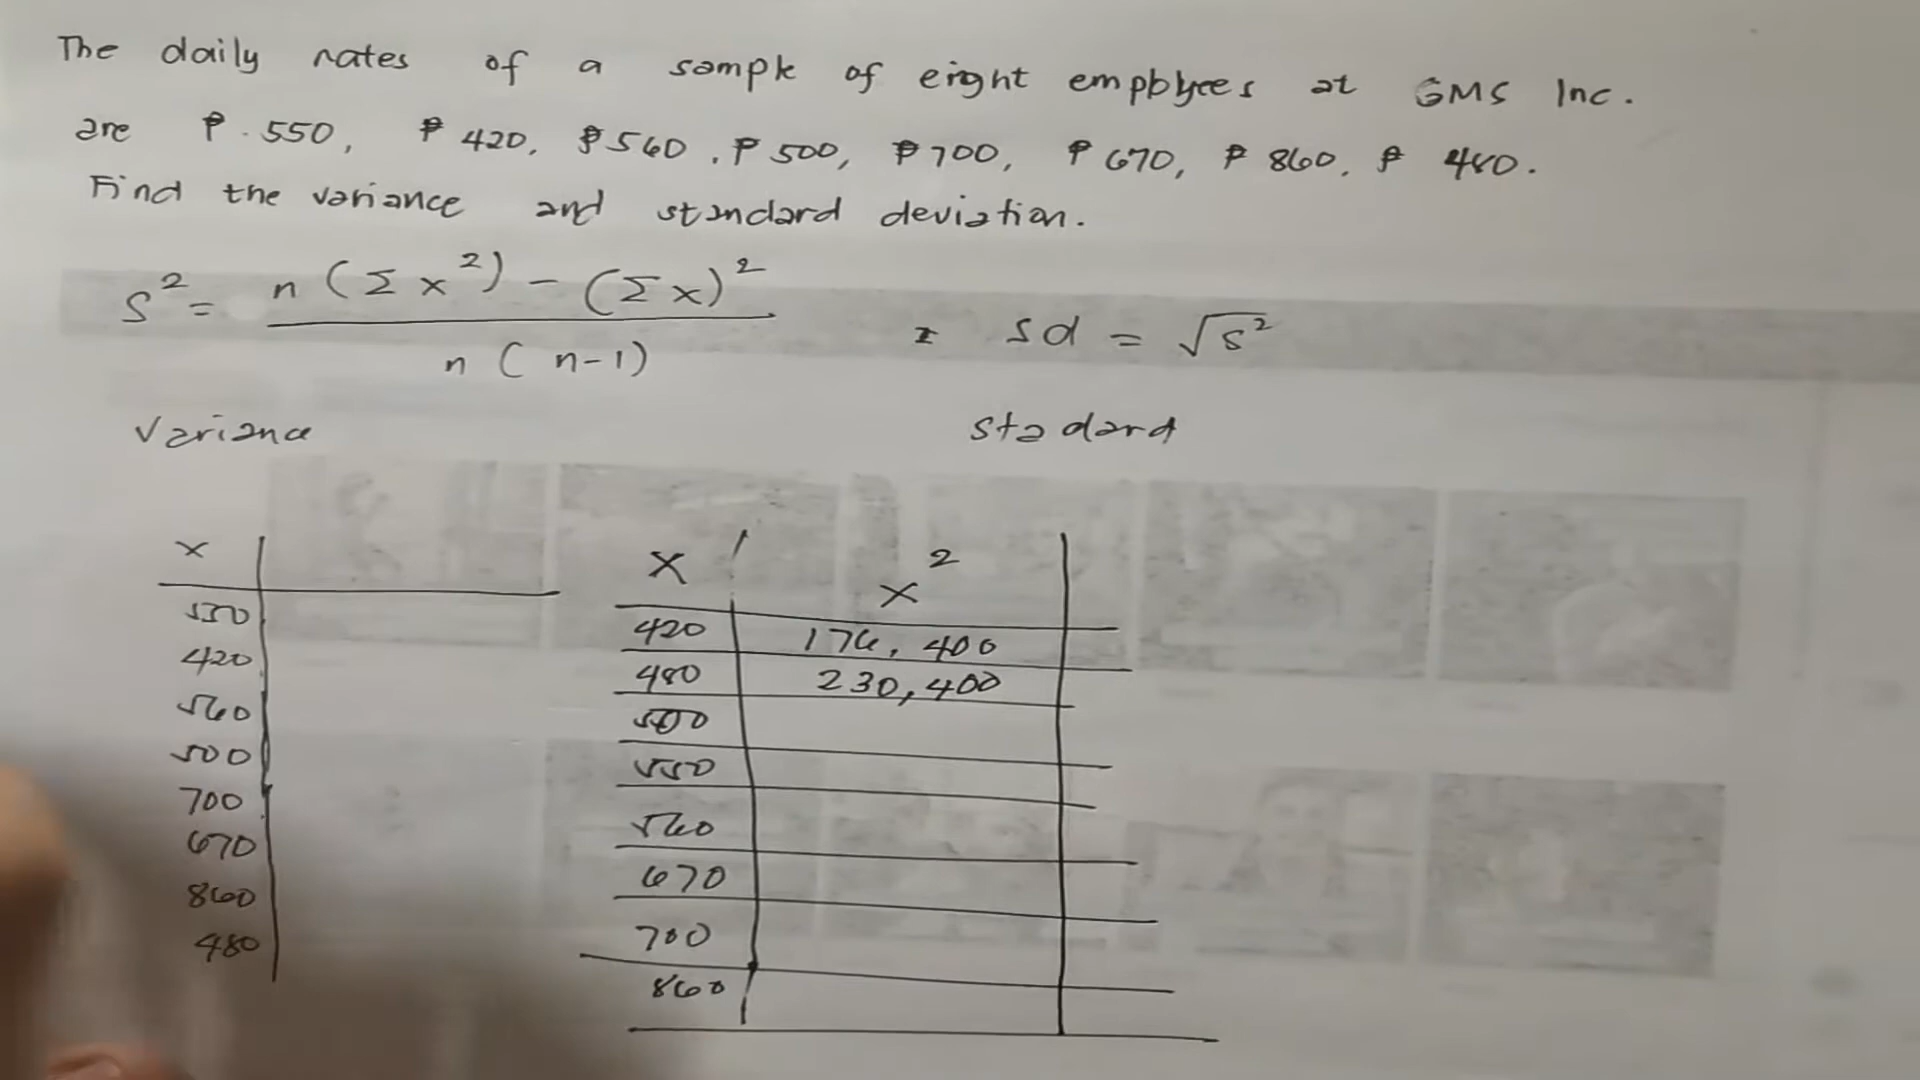 The daily rates of a sample of eight employees at GMS Inc.
are ₱ 550, ₱ 420, ₱ 560, ₱ 500, ₱ 700, ₱ 670, ₱ 860, ₱ 480.
Find the variance and standard deviation.
s² = n(Σx²) - (Σx)² / n(n-1)
sd = √s²
variance
stadard
x
550
420
560
500
700
670
860
480
x x²
420 176,400
480 230,400
500
550
560
670
700
860